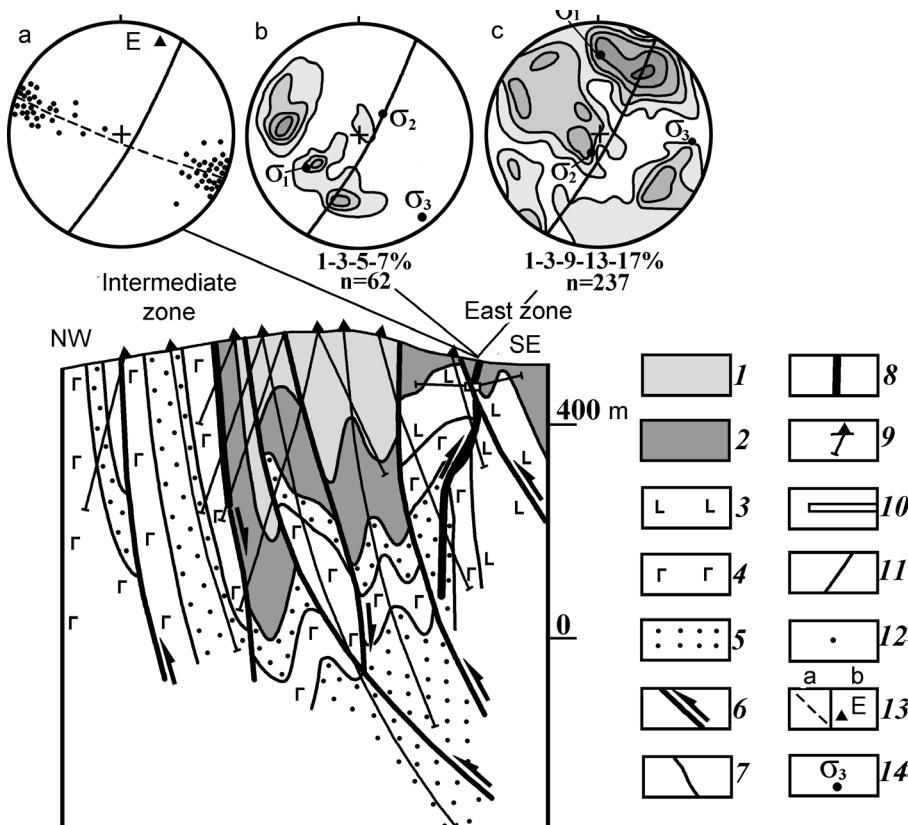 a
E
b
σ2
σ1
σ3
c
σ1
σ3
σ2
1-3-5-7%
n=62
1-3-9-13-17%
n=237
Intermediate
zone
East zone
NW
SE
400 m
0
Г Г Г Г Г Г Г Г Г Г Г Г Г Г Г Г Г Г Г Г Г
L L L L L L L L
1
2
L L 3
Г Г 4
5
6
7
8
9
10
11
12
a b
E 13
σ3 14